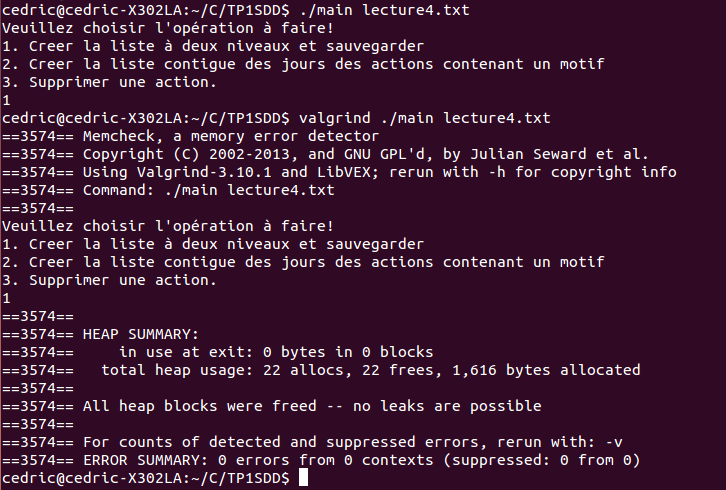 cedric@cedric-X302LA:~/C/TP1SDD$ ./main lecture4.txt
Veuillez choisir l'opération à faire!
1. Creer la liste à deux niveaux et sauvegarder
2. Creer la liste contigue des jours des actions contenant un motif
3. Supprimer une action.
1
cedric@cedric-X302LA:~/C/TP1SDD$ valgrind ./main lecture4.txt
==3574== Memcheck, a memory error detector
==3574== Copyright (C) 2002-2013, and GNU GPL'd, by Julian Seward et al.
==3574== Using Valgrind-3.10.1 and LibVEX; rerun with -h for copyright info
==3574== Command: ./main lecture4.txt
==3574==
Veuillez choisir l'opération à faire!
1. Creer la liste à deux niveaux et sauvegarder
2. Creer la liste contigue des jours des actions contenant un motif
3. Supprimer une action.
1
==3574==
==3574== HEAP SUMMARY:
==3574==     in use at exit: 0 bytes in 0 blocks
==3574==   total heap usage: 22 allocs, 22 frees, 1,616 bytes allocated
==3574==
==3574== All heap blocks were freed -- no leaks are possible
==3574==
==3574== For counts of detected and suppressed errors, rerun with: -v
==3574== ERROR SUMMARY: 0 errors from 0 contexts (suppressed: 0 from 0)
cedric@cedric-X302LA:~/C/TP1SDD$